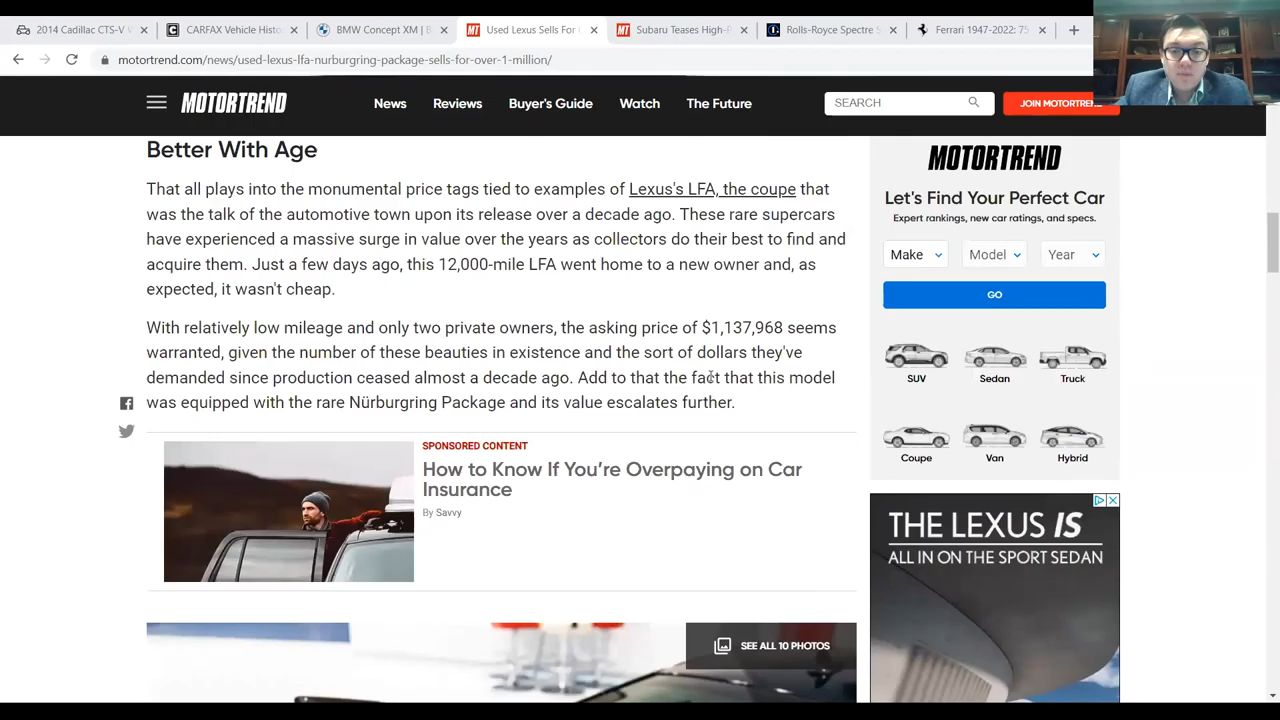 2014 Cadillac CTS-V W
CARFAX Vehicle Histo
BMW Concept XM | B
MT
Used Lexus Sells For O
MT
Subaru Teases High-P
Rolls-Royce Spectre S
Ferrari 1947-2022: 75
motortrend.com/news/used-lexus-lfa-nurburgring-package-sells-for-over-1-million/
MOTORTREND
News
Reviews
Buyer's Guide
Watch
The Future
SEARCH
JOIN MOTORTREN
Better With Age
That all plays into the monumental price tags tied to examples of Lexus's LFA, the coupe that
was the talk of the automotive town upon its release over a decade ago. These rare supercars
have experienced a massive surge in value over the years as collectors do their best to find and
acquire them. Just a few days ago, this 12,000-mile LFA went home to a new owner and, as
expected, it wasn't cheap.
With relatively low mileage and only two private owners, the asking price of $1,137,968 seems
warranted, given the number of these beauties in existence and the sort of dollars they've
demanded since production ceased almost a decade ago. Add to that the fact that this model
was equipped with the rare Nürburgring Package and its value escalates further.
SPONSORED CONTENT
How to Know If You're Overpaying on Car
Insurance
By Savvy
SEE ALL 10 PHOTOS
MOTORTREND
Let's Find Your Perfect Car
Expert rankings, new car ratings, and specs.
Make
Model
Year
GO
SUV
Sedan
Truck
Coupe
Van
Hybrid
THE LEXUS IS
ALL IN ON THE SPORT SEDAN